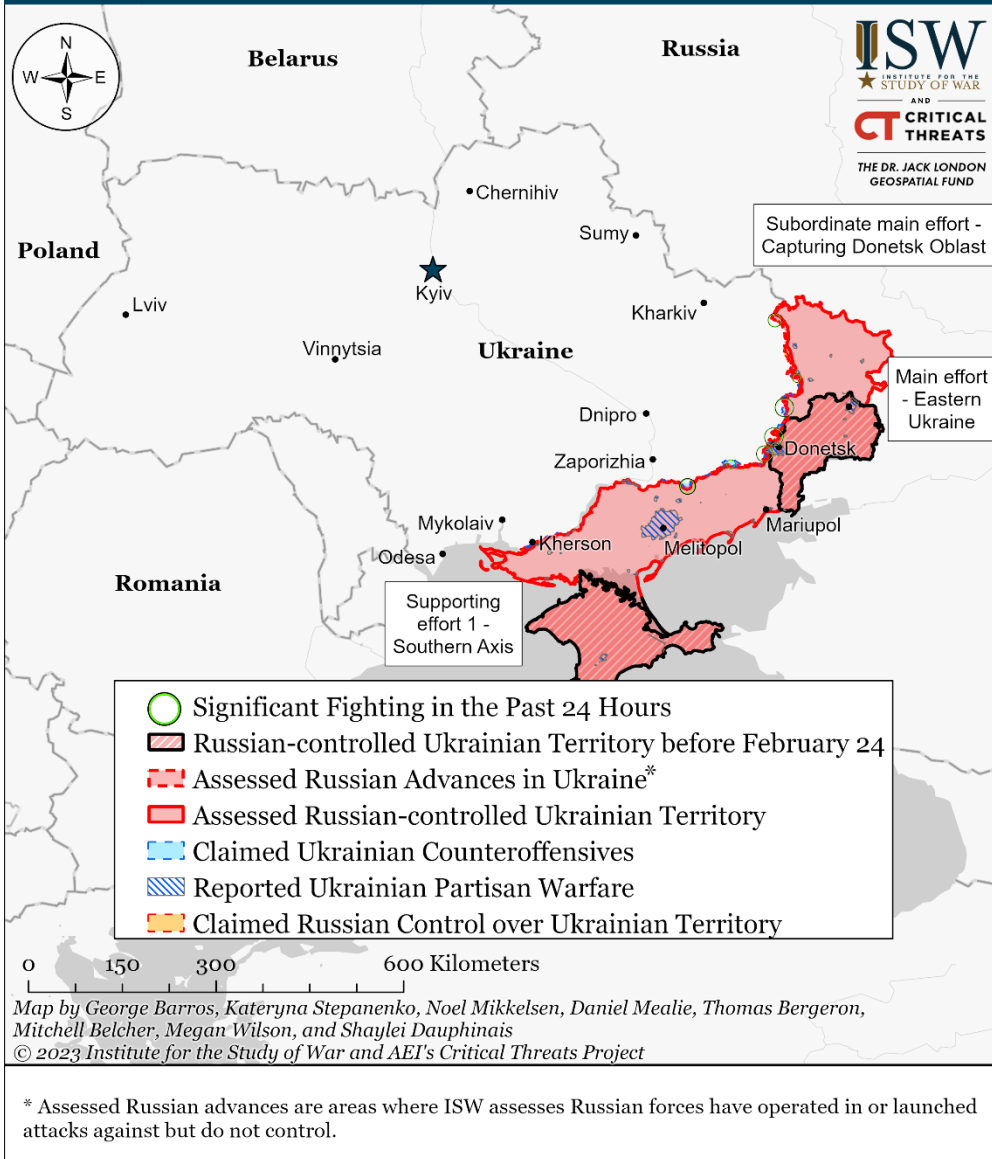 N
W
E
S
Belarus
Russia
ISW
INSTITUTE FOR THE
STUDY OF WAR
AND
CT CRITICAL
THREATS
THE DR. JACK LONDON
GEOSPATIAL FUND
Chernihiv
Subordinate main effort -
Capturing Donetsk Oblast
Sumy
Poland
Kyiv
Lviv
Kharkiv
Vinnytsia
Ukraine
Main effort
- Eastern
Ukraine
Dnipro
Donetsk
Zaporizhia
Mykolaiv
Mariupol
Kherson
Melitopol
Odesa
Romania
Supporting
effort 1 -
Southern Axis
Significant Fighting in the Past 24 Hours
Russian-controlled Ukrainian Territory before February 24
Assessed Russian Advances in Ukraine*
Assessed Russian-controlled Ukrainian Territory
Claimed Ukrainian Counteroffensives
Reported Ukrainian Partisan Warfare
Claimed Russian Control over Ukrainian Territory
0 150 300 600 Kilometers
Map by George Barros, Kateryna Stepanenko, Noel Mikkelsen, Daniel Mealie, Thomas Bergeron,
Mitchell Belcher, Megan Wilson, and Shaylei Dauphinais
© 2023 Institute for the Study of War and AEI's Critical Threats Project
* Assessed Russian advances are areas where ISW assesses Russian forces have operated in or launched
attacks against but do not control.